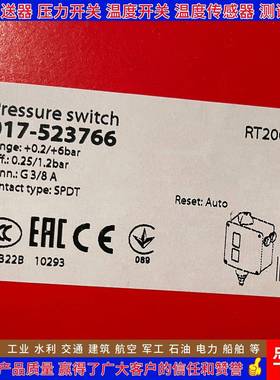 送器 压力开关 温度开关 温度传感器 测
Pressure switch
017-523766
RT200
nge: +0.2/+6bar
ff.: 0.25/1.2bar
nn.: G 3/8 A
ntact type: SPDT
Reset: Auto
CCC
EAC
CE
089
322B 10293
工业 水利 交通 建筑 航空 军工 石油 电力 船舶 等
产品质量 赢得了广大客户的信任和赞誉